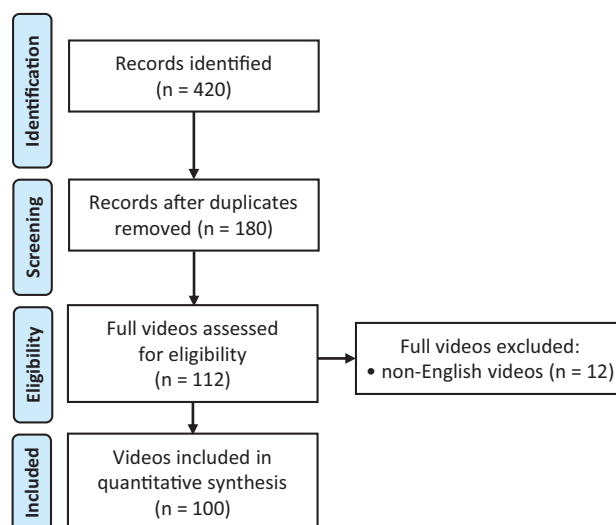 Identification
Records identified
(n = 420)
Screening
Records after duplicates
removed (n = 180)
Eligibility
Full videos assessed
for eligibility
(n = 112)
Full videos excluded:
• non-English videos (n = 12)
Included
Videos included in
quantitative synthesis
(n = 100)